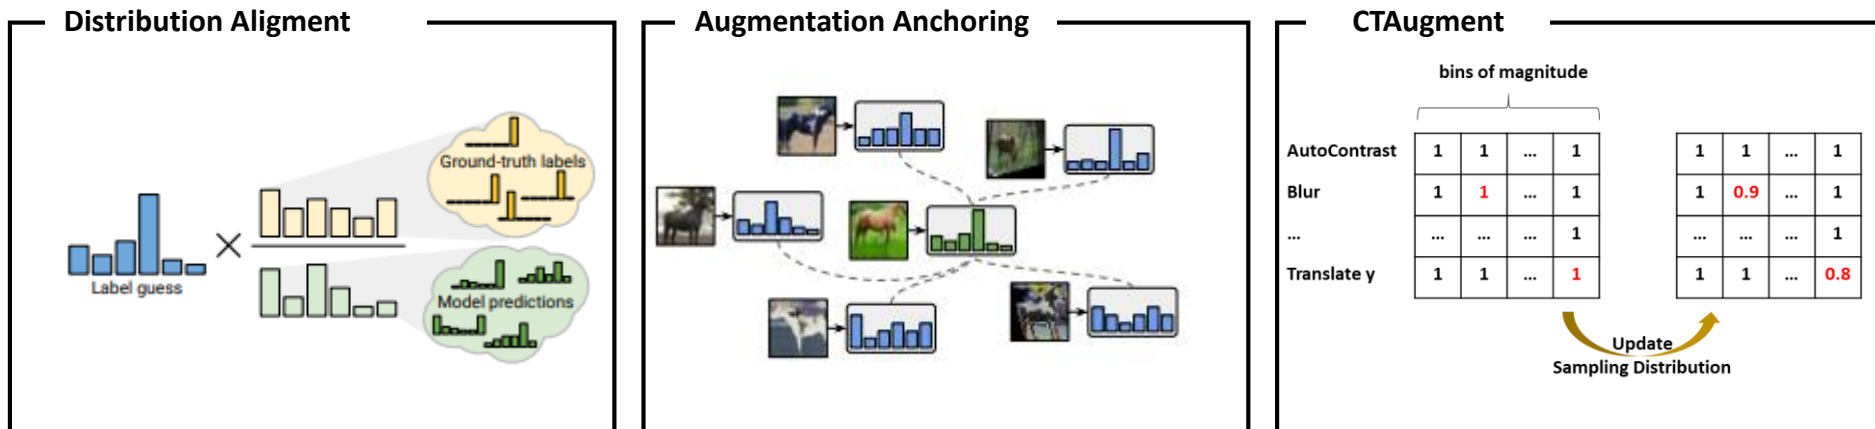 Distribution Aligment
Ground-truth labels
Label guess
Model predictions
Augmentation Anchoring
CTAugment
bins of magnitude
AutoContrast 1 1 ... 1 1 1 ... 1
Blur 1 1 ... 1 1 0.9 ... 1
... ... ... ... 1 ... ... ... 1
Translate y 1 1 ... 1 1 1 ... 0.8
Update
Sampling Distribution